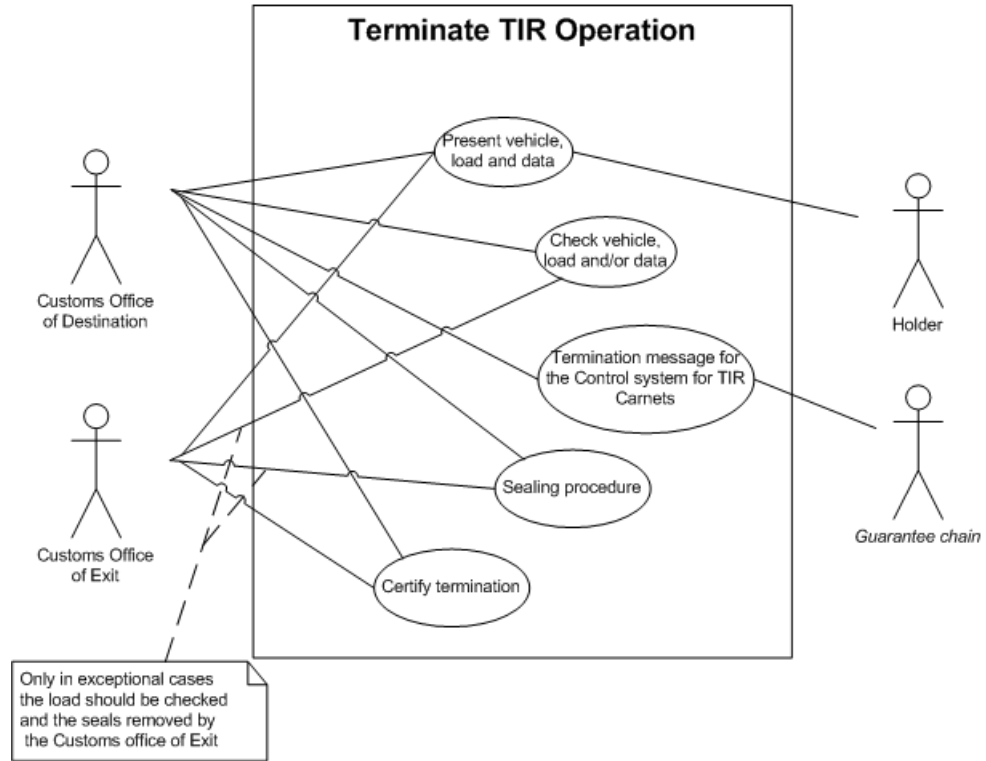 Terminate TIR Operation
Present vehicle,
load and data
Customs Office
of Destination
Check vehicle,
load and/or data
Holder
Termination message for
the Control system for TIR
Carnets
Sealing procedure
Customs Office
of Exit
Guarantee chain
Certify termination
Only in exceptional cases
the load should be checked
and the seals removed by
the Customs office of Exit